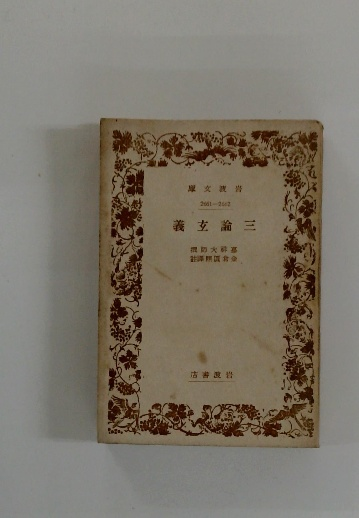 岩波文庫
三論玄義
嘉祥大師撰
金倉圓照譯註
岩波書店